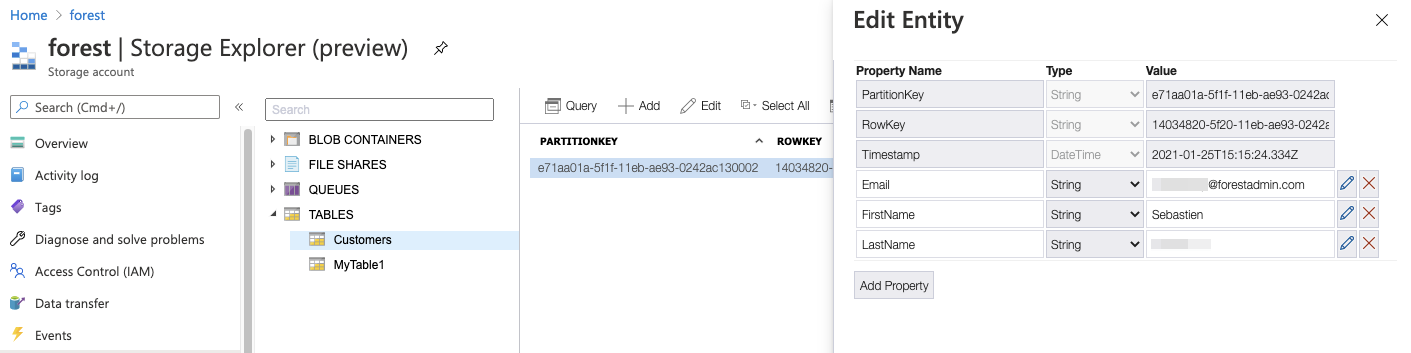 Home > forest
forest | Storage Explorer (preview)
Storage account
Search (Cmd+/)
«
Overview
Activity log
Tags
Diagnose and solve problems
Access Control (IAM)
Data transfer
Events
Search
BLOB CONTAINERS
FILE SHARES
QUEUES
TABLES
Customers
MyTable1
Query Add Edit Select All
PARTITIONKEY ROWKEY
e71aa01a-5f1f-11eb-ae93-0242ac130002 14034820-
Edit Entity
Property Name Type Value
PartitionKey String e71aa01a-5f1f-11eb-ae93-0242ac
RowKey String 14034820-5f20-11eb-ae93-0242a
Timestamp DateTime 2021-01-25T15:15:24.334Z
Email String @forestadmin.com
FirstName String Sebastien
LastName String
Add Property